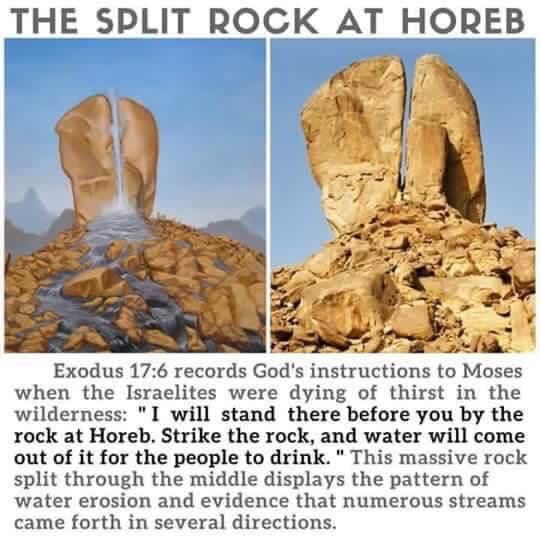 THE SPLIT ROCK AT HOREB
Exodus 17:6 records God's instructions to Moses
when the Israelites were dying of thirst in the
wilderness: "I will stand there before you by the
rock at Horeb. Strike the rock, and water will come
out of it for the people to drink." This massive rock
split through the middle displays the pattern of
water erosion and evidence that numerous streams
came forth in several directions.